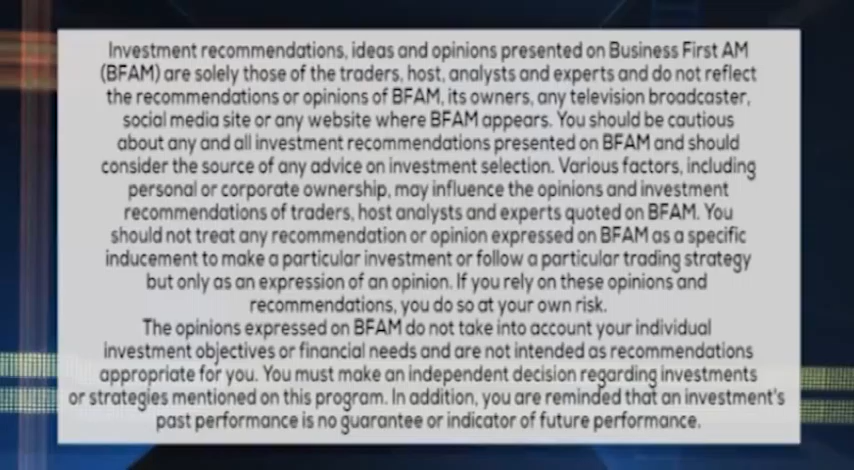 Investment recommendations, ideas and opinions presented on Business First AM
(BFAM) are solely those of the traders, host, analysts and experts and do not reflect
the recommendations or opinions of BFAM, its owners, any television broadcaster,
social media site or any website where BFAM appears. You should be cautious
about any and all investment recommendations presented on BFAM and should
consider the source of any advice on investment selection. Various factors, including
personal or corporate ownership, may influence the opinions and investment
recommendations of traders, host analysts and experts quoted on BFAM. You
should not treat any recommendation or opinion expressed on BFAM as a specific
inducement to make a particular investment or follow a particular trading strategy
but only as an expression of an opinion. If you rely on these opinions and
recommendations, you do so at your own risk.
The opinions expressed on BFAM do not take into account your individual
investment objectives or financial needs and are not intended as recommendations
appropriate for you. You must make an independent decision regarding investments
or strategies mentioned on this program. In addition, you are reminded that an investment's
past performance is no guarantee or indicator of future performance.